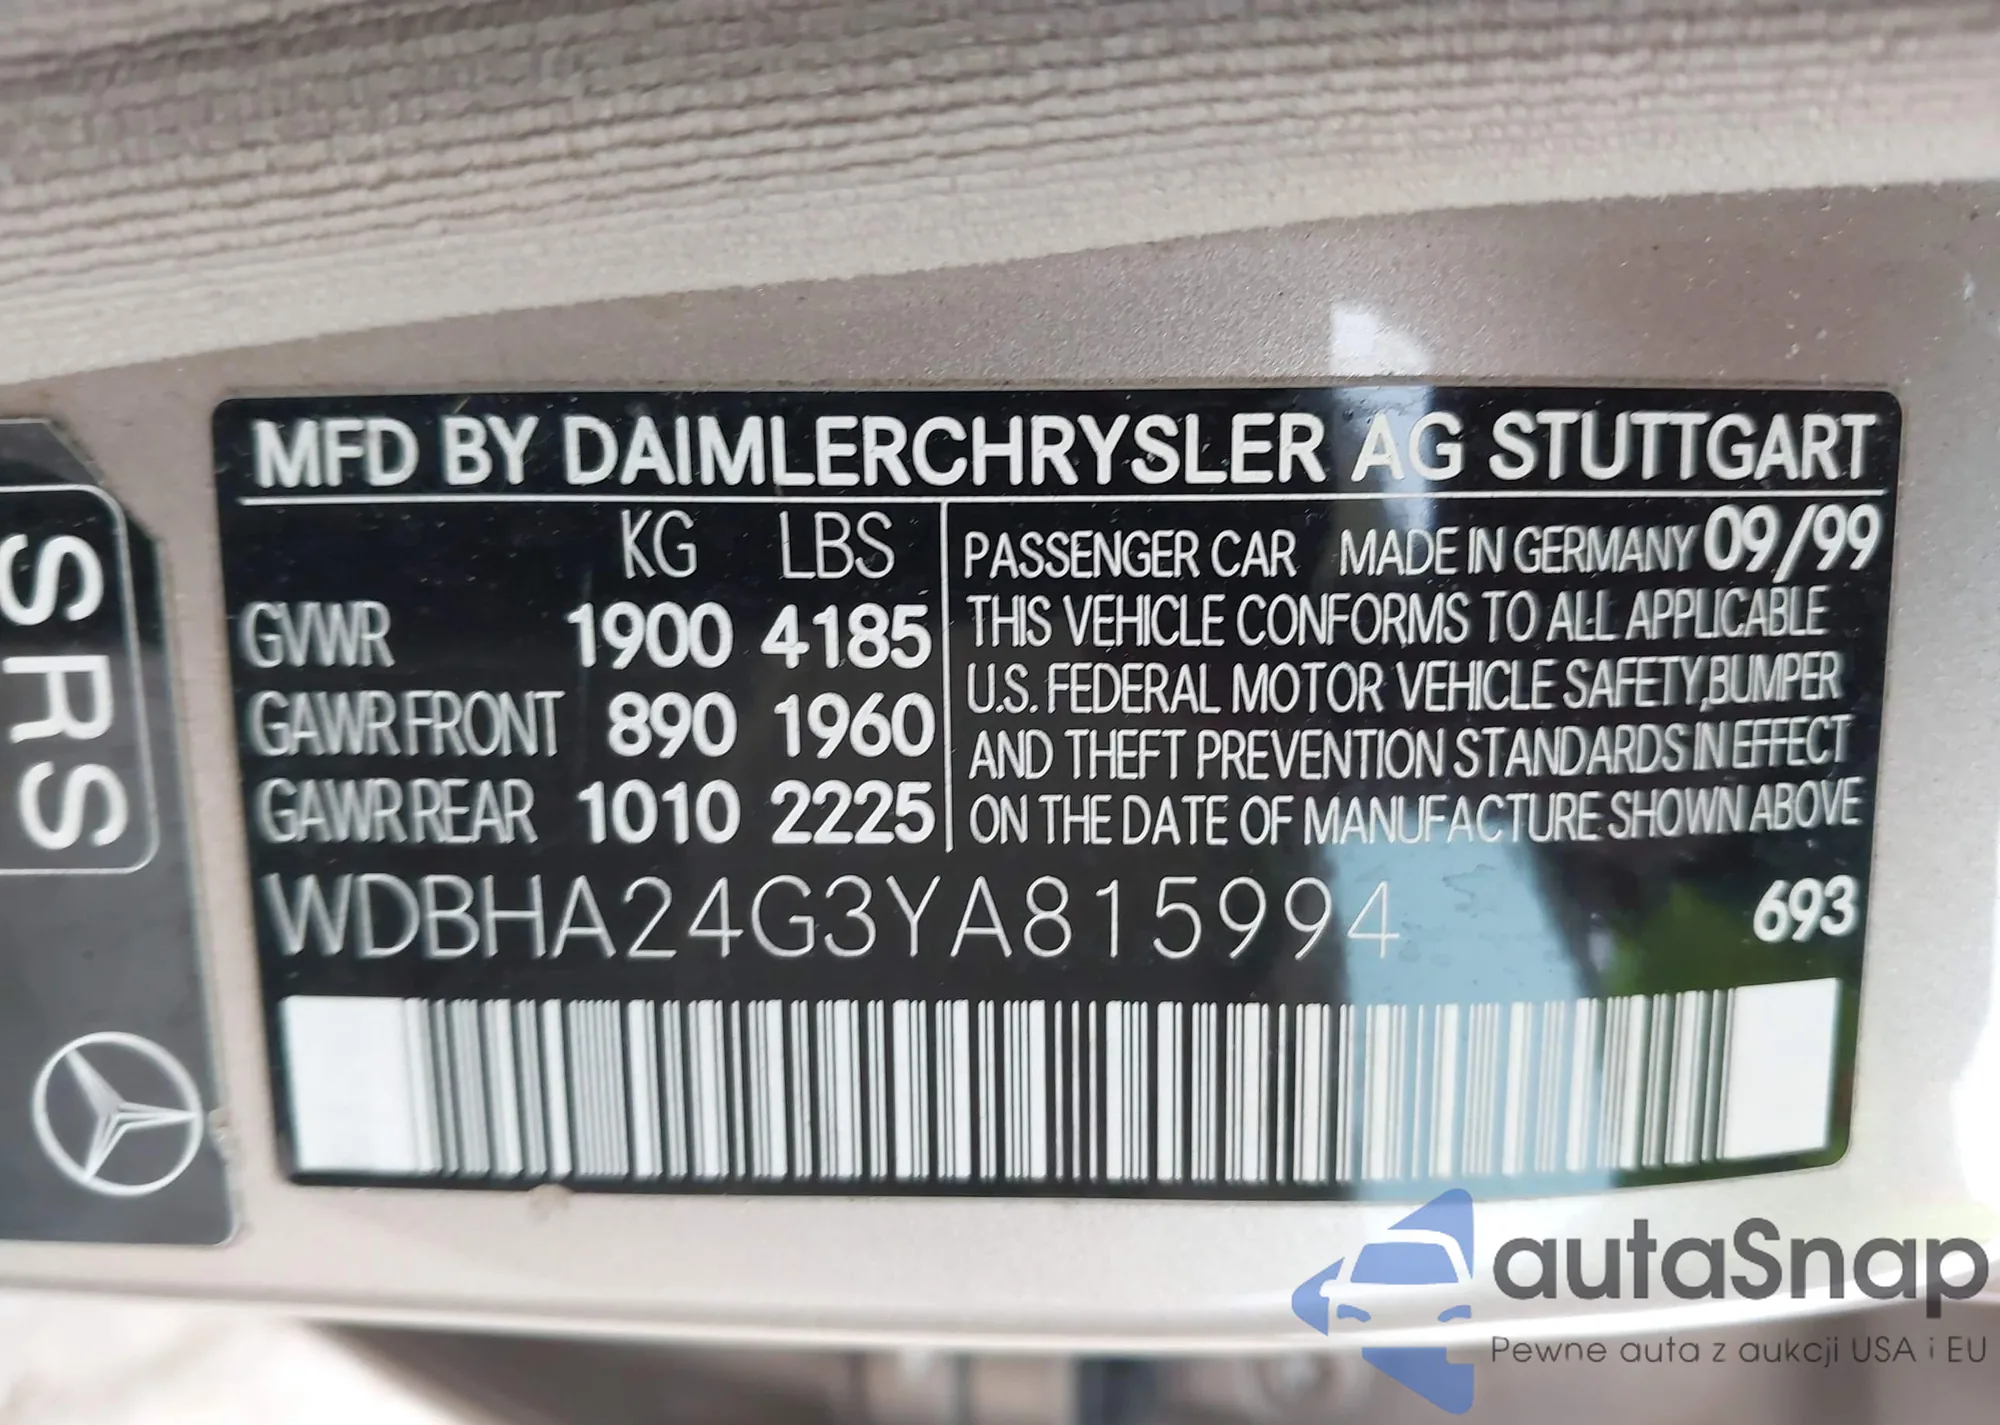 MFD BY DAIMLERCHRYSLER AG STUTTGART
KG LBS
GVWR 1900 4185
GAWR FRONT 890 1960
GAWR REAR 1010 2225
PASSENGER CAR MADE IN GERMANY 09/99
THIS VEHICLE CONFORMS TO ALL APPLICABLE
U.S. FEDERAL MOTOR VEHICLE SAFETY,BUMPER
AND THEFT PREVENTION STANDARDS IN EFFECT
ON THE DATE OF MANUFACTURE SHOWN ABOVE
WDBHA24G3YA815994 693
SRS
autaSnap
Pewne auta z aukcji USA i EU